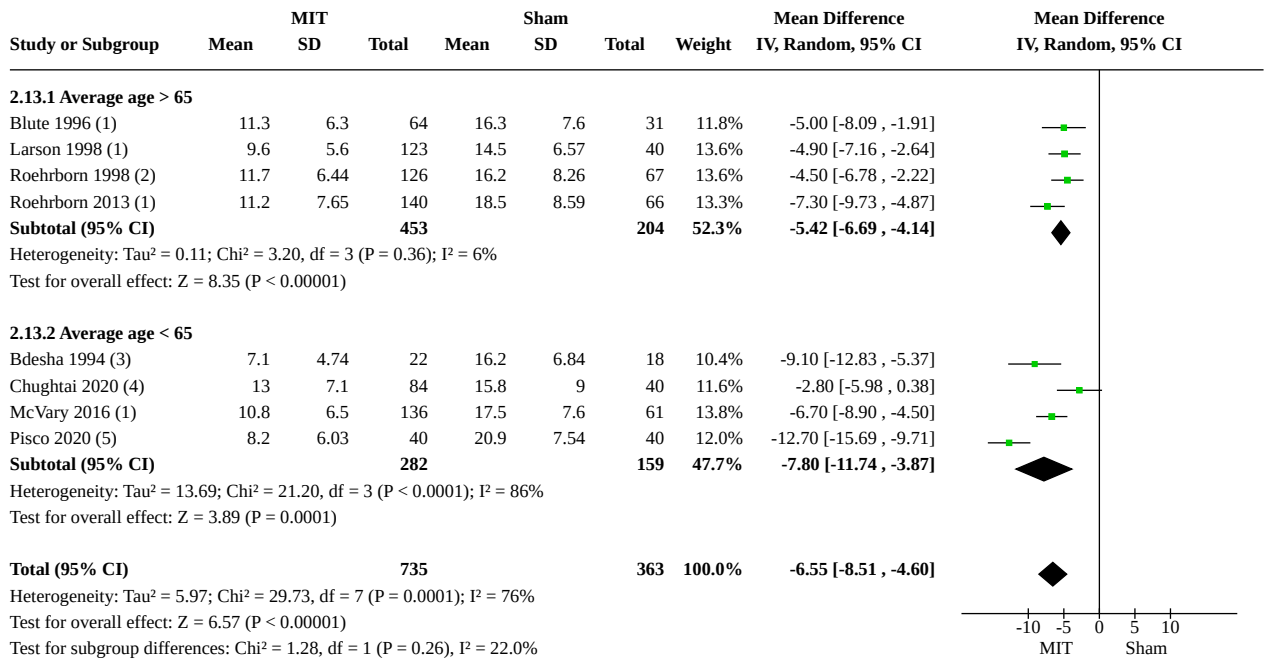 MIT Sham Mean Difference Mean Difference
Study or Subgroup Mean SD Total Mean SD Total Weight IV, Random, 95% CI IV, Random, 95% CI
2.13.1 Average age > 65
Blute 1996 (1) 11.3 6.3 64 16.3 7.6 31 11.8% -5.00 [-8.09 , -1.91]
Larson 1998 (1) 9.6 5.6 123 14.5 6.57 40 13.6% -4.90 [-7.16 , -2.64]
Roehrborn 1998 (2) 11.7 6.44 126 16.2 8.26 67 13.6% -4.50 [-6.78 , -2.22]
Roehrborn 2013 (1) 11.2 7.65 140 18.5 8.59 66 13.3% -7.30 [-9.73 , -4.87]
Subtotal (95% CI) 453 204 52.3% -5.42 [-6.69 , -4.14]
Heterogeneity: Tau² = 0.11; Chi² = 3.20, df = 3 (P = 0.36); I² = 6%
Test for overall effect: Z = 8.35 (P < 0.00001)
2.13.2 Average age < 65
Bdesha 1994 (3) 7.1 4.74 22 16.2 6.84 18 10.4% -9.10 [-12.83 , -5.37]
Chughtai 2020 (4) 13 7.1 84 15.8 9 40 11.6% -2.80 [-5.98 , 0.38]
McVary 2016 (1) 10.8 6.5 136 17.5 7.6 61 13.8% -6.70 [-8.90 , -4.50]
Pisco 2020 (5) 8.2 6.03 40 20.9 7.54 40 12.0% -12.70 [-15.69 , -9.71]
Subtotal (95% CI) 282 159 47.7% -7.80 [-11.74 , -3.87]
Heterogeneity: Tau² = 13.69; Chi² = 21.20, df = 3 (P < 0.0001); I² = 86%
Test for overall effect: Z = 3.89 (P = 0.0001)
Total (95% CI) 735 363 100.0% -6.55 [-8.51 , -4.60]
Heterogeneity: Tau² = 5.97; Chi² = 29.73, df = 7 (P = 0.0001); I² = 76%
Test for overall effect: Z = 6.57 (P < 0.00001)
-10 -5 0 5 10
Test for subgroup differences: Chi² = 1.28, df = 1 (P = 0.26), I² = 22.0%
MIT Sham